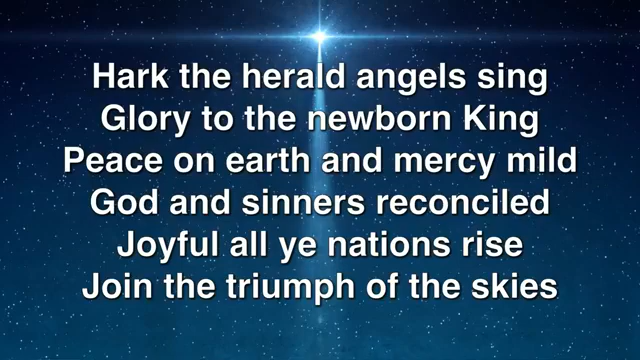 Hark the herald angels sing
Glory to the newborn King
Peace on earth and mercy mild
God and sinners reconciled
Joyful all ye nations rise
Join the triumph of the skies